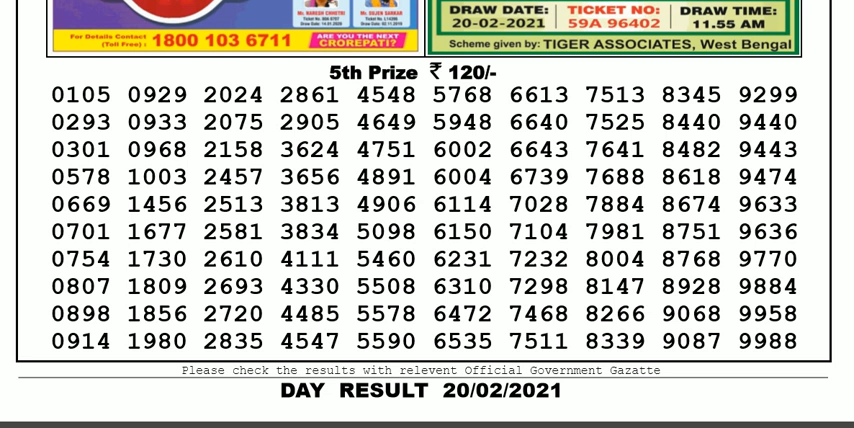 Mr. GANESH CHHETRI
Mr. SUJEN SARKAR
For Details Contact
(Toll Free) : 1800 103 6711
ARE YOU THE NEXT
CROREPATI?
DRAW DATE: TICKET NO: DRAW TIME:
20-02-2021 59A 96402 11.55 AM
Scheme given by: TIGER ASSOCIATES, West Bengal
5th Prize ₹ 120/-
0105 0929 2024 2861 4548 5768 6613 7513 8345 9299
0293 0933 2075 2905 4649 5948 6640 7525 8440 9440
0301 0968 2158 3624 4751 6002 6643 7641 8482 9443
0578 1003 2457 3656 4891 6004 6739 7688 8618 9474
0669 1456 2513 3813 4906 6114 7028 7884 8674 9633
0701 1677 2581 3834 5098 6150 7104 7981 8751 9636
0754 1730 2610 4111 5460 6231 7232 8004 8768 9770
0807 1809 2693 4330 5508 6310 7298 8147 8928 9884
0898 1856 2720 4485 5578 6472 7468 8266 9068 9958
0914 1980 2835 4547 5590 6535 7511 8339 9087 9988
Please check the results with relevent Official Government Gazatte
DAY RESULT 20/02/2021